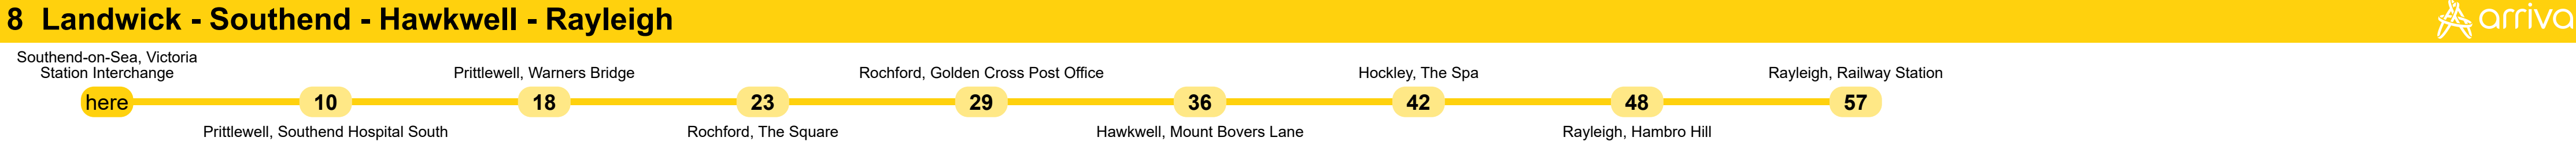 8 Landwick - Southend - Hawkwell - Rayleigh
arriva
Southend-on-Sea, Victoria
Station Interchange
Prittlewell, Warners Bridge
Rochford, Golden Cross Post Office
Hockley, The Spa
Rayleigh, Railway Station
here 10 18 23 29 36 42 48 57
Prittlewell, Southend Hospital South
Rochford, The Square
Hawkwell, Mount Bovers Lane
Rayleigh, Hambro Hill